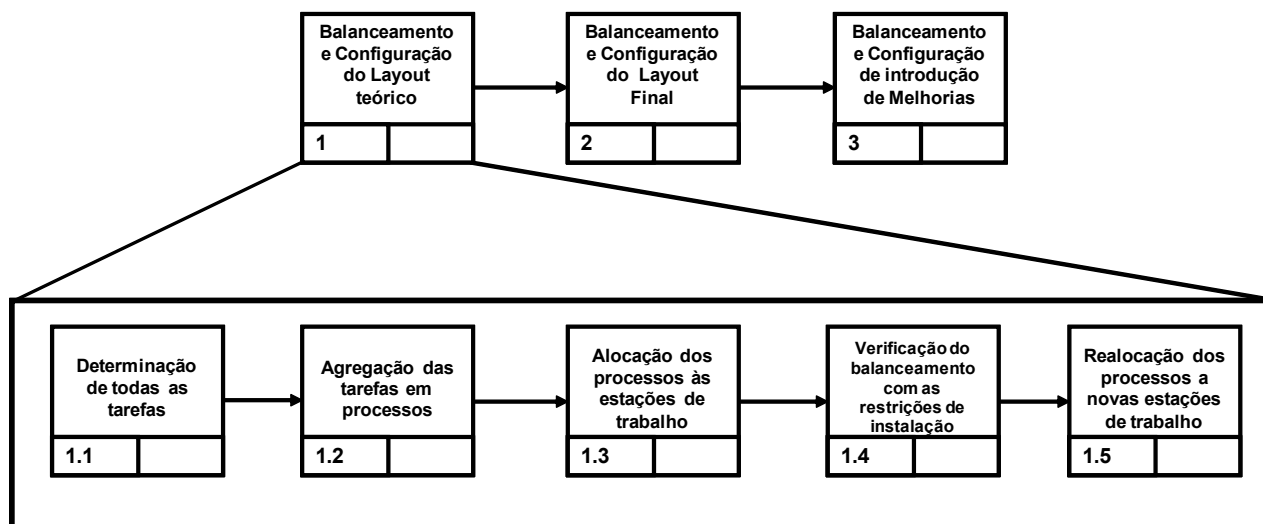 Balanceamento
e Configuração
do Layout
teórico
1
Balanceamento
e Configuração
do Layout
Final
2
Balanceamento
e Configuração
de introdução
de Melhorias
3
Determinação
de todas as
tarefas
1.1
Agregação das
tarefas em
processos
1.2
Alocação dos
processos às
estações de
trabalho
1.3
Verificação do
balanceamento
com as
restrições de
instalação
1.4
Realocação dos
processos a
novas estações
de trabalho
1.5